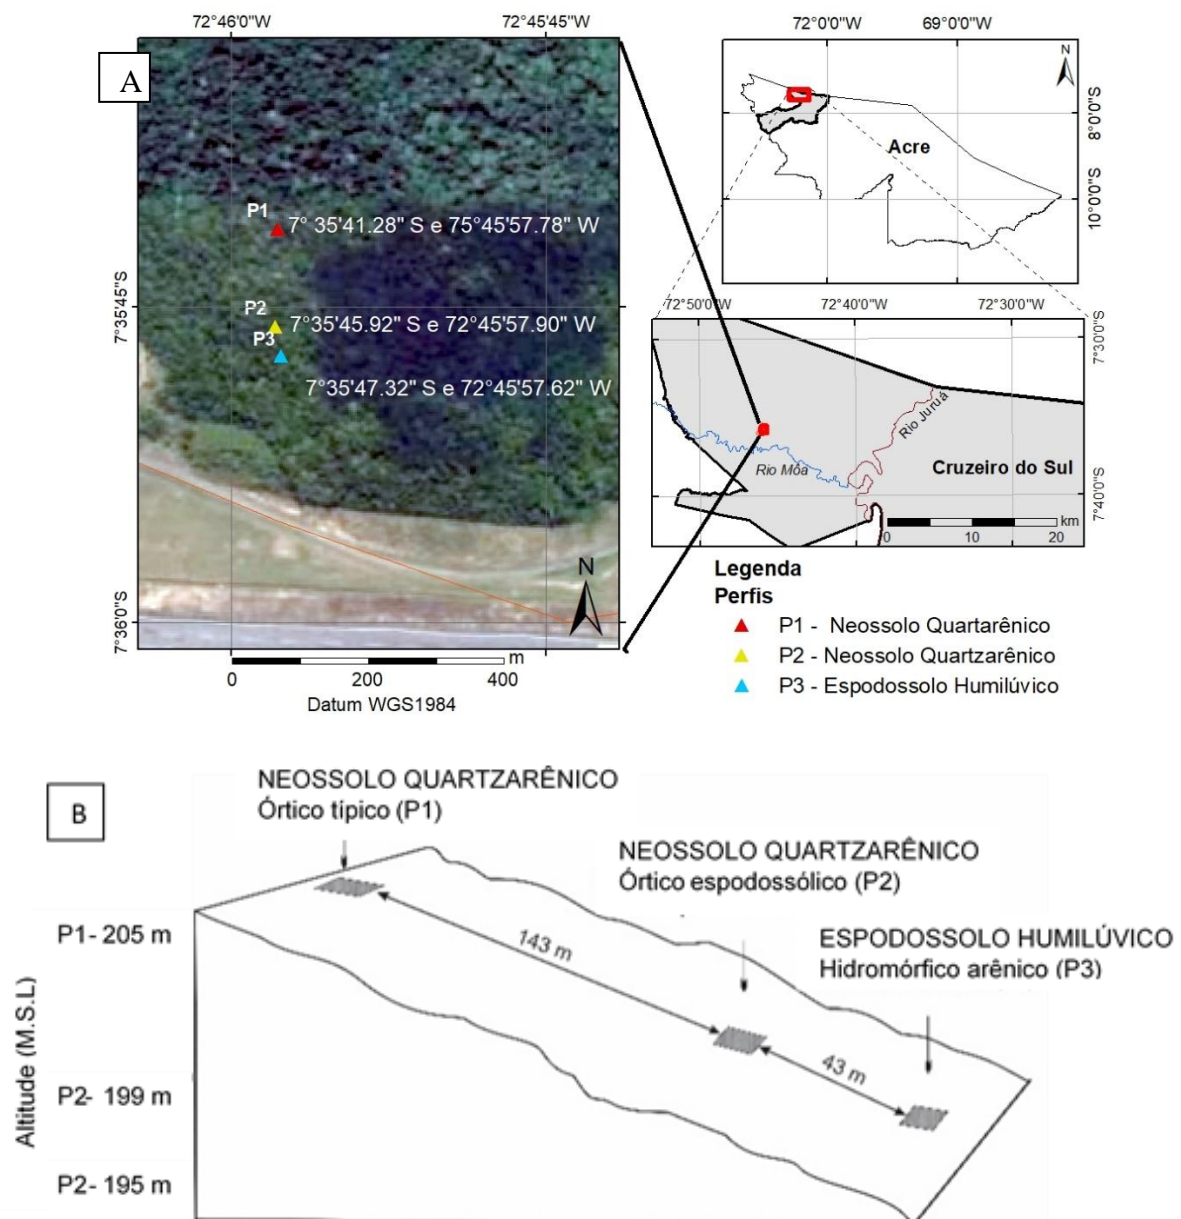 72°46'0"W
72°45'45"W
A
P1
7° 35'41.28" S e 75°45'57.78" W
7°35'45"S
P2
7°35'45.92" S e 72°45'57.90" W
P3
7°35'47.32" S e 72°45'57.62" W
7°36'0"S
N
0 200 400 m
Datum WGS1984
72°0'0"W
69°0'0"W
N
8°0'0"S
Acre
10°0'0"S
72°50'0"W
72°40'0"W
72°30'0"W
7°30'0"S
Rio Juruá
Rio Môa
Cruzeiro do Sul
7°40'0"S
km
0 10 20
Legenda
Perfis
P1 - Neossolo Quartarênico
P2 - Neossolo Quartzarênico
P3 - Espodossolo Humilúvico
B
NEOSSOLO QUARTZARÊNICO
Órtico típico (P1)
NEOSSOLO QUARTZARÊNICO
Órtico espodossólico (P2)
ESPODOSSOLO HUMILÚVICO
Hidromórfico arênico (P3)
143 m
43 m
Altitude (M.S.L)
P1- 205 m
P2- 199 m
P2- 195 m